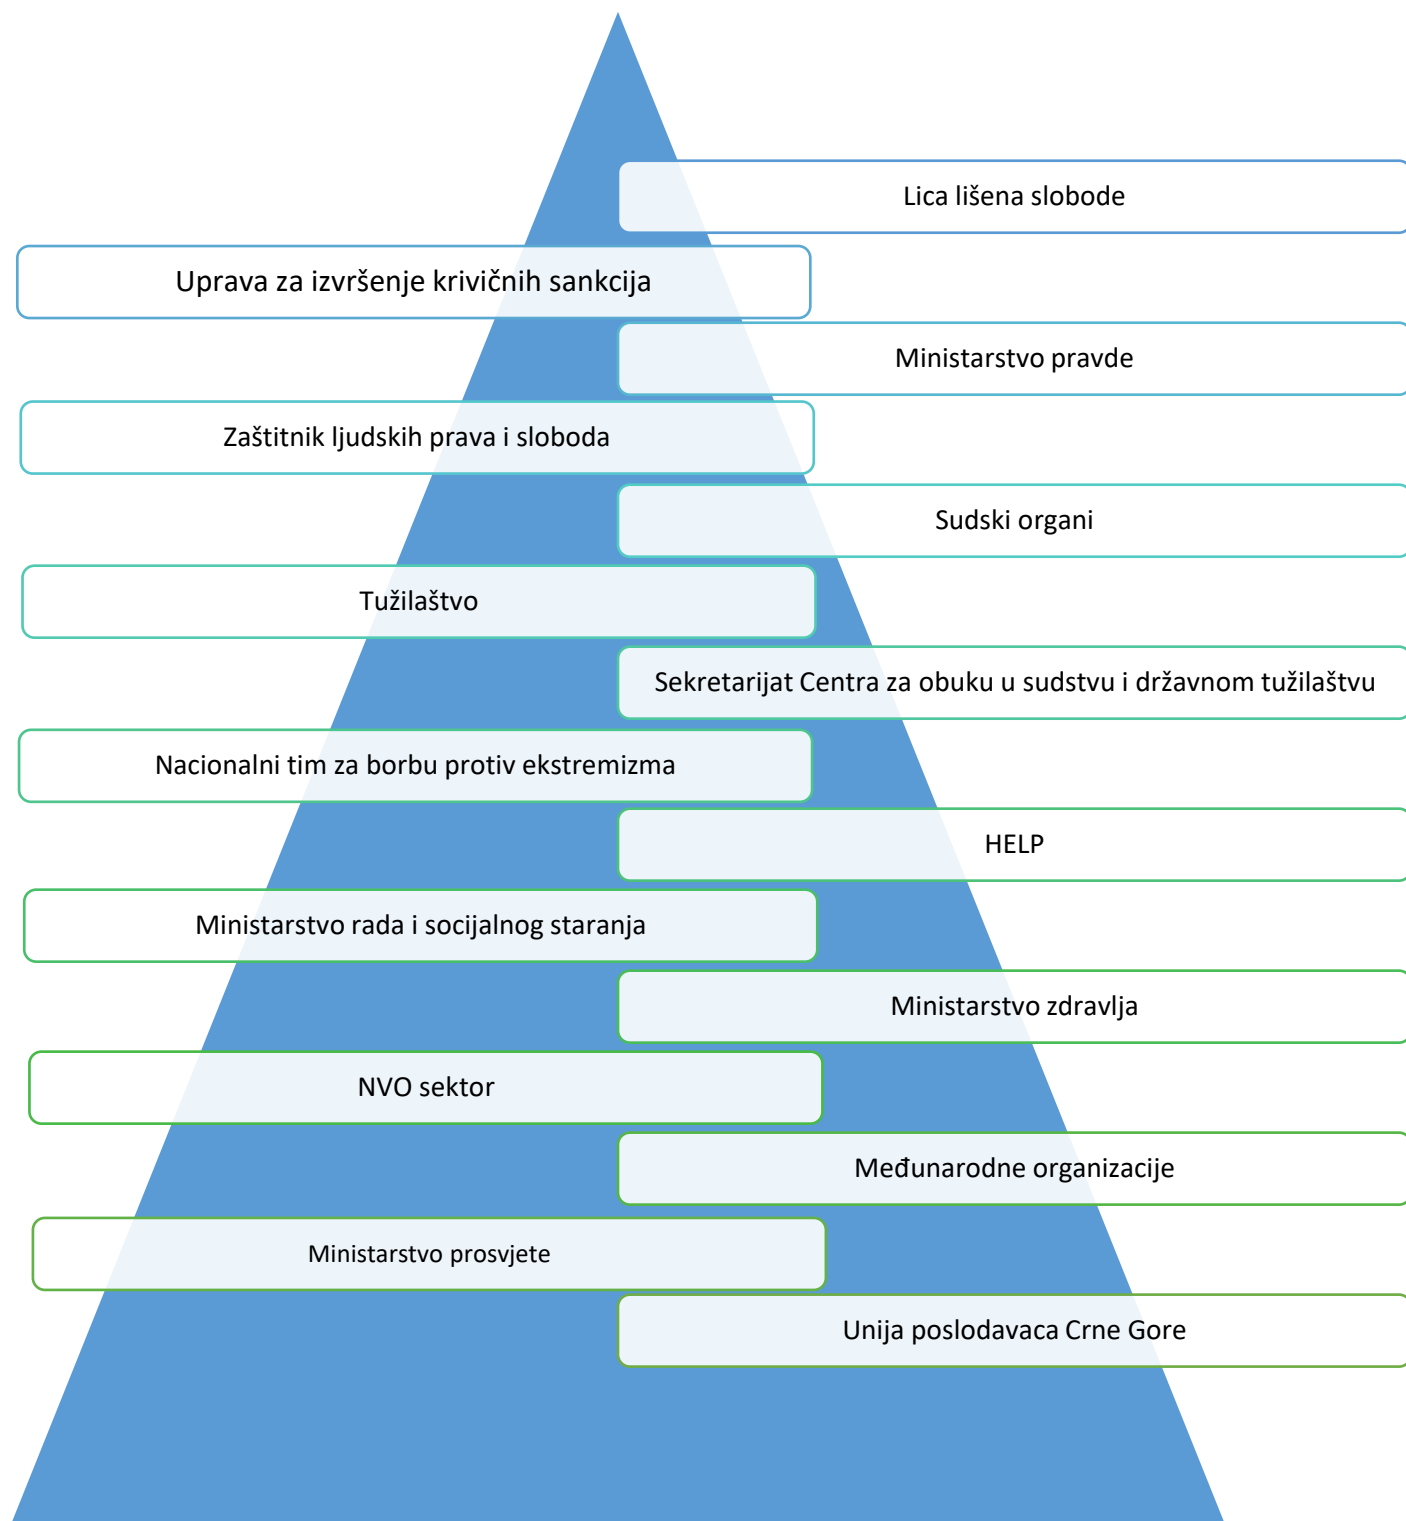 Lica lišena slobode
Uprava za izvršenje krivičnih sankcija
Ministarstvo pravde
Zaštitnik ljudskih prava i sloboda
Sudski organi
Tužilaštvo
Sekretarijat Centra za obuku u sudstvu i državnom tužilaštvu
Nacionalni tim za borbu protiv ekstremizma
HELP
Ministarstvo rada i socijalnog staranja
Ministarstvo zdravlja
NVO sektor
Međunarodne organizacije
Ministarstvo prosvjete
Unija poslodavaca Crne Gore